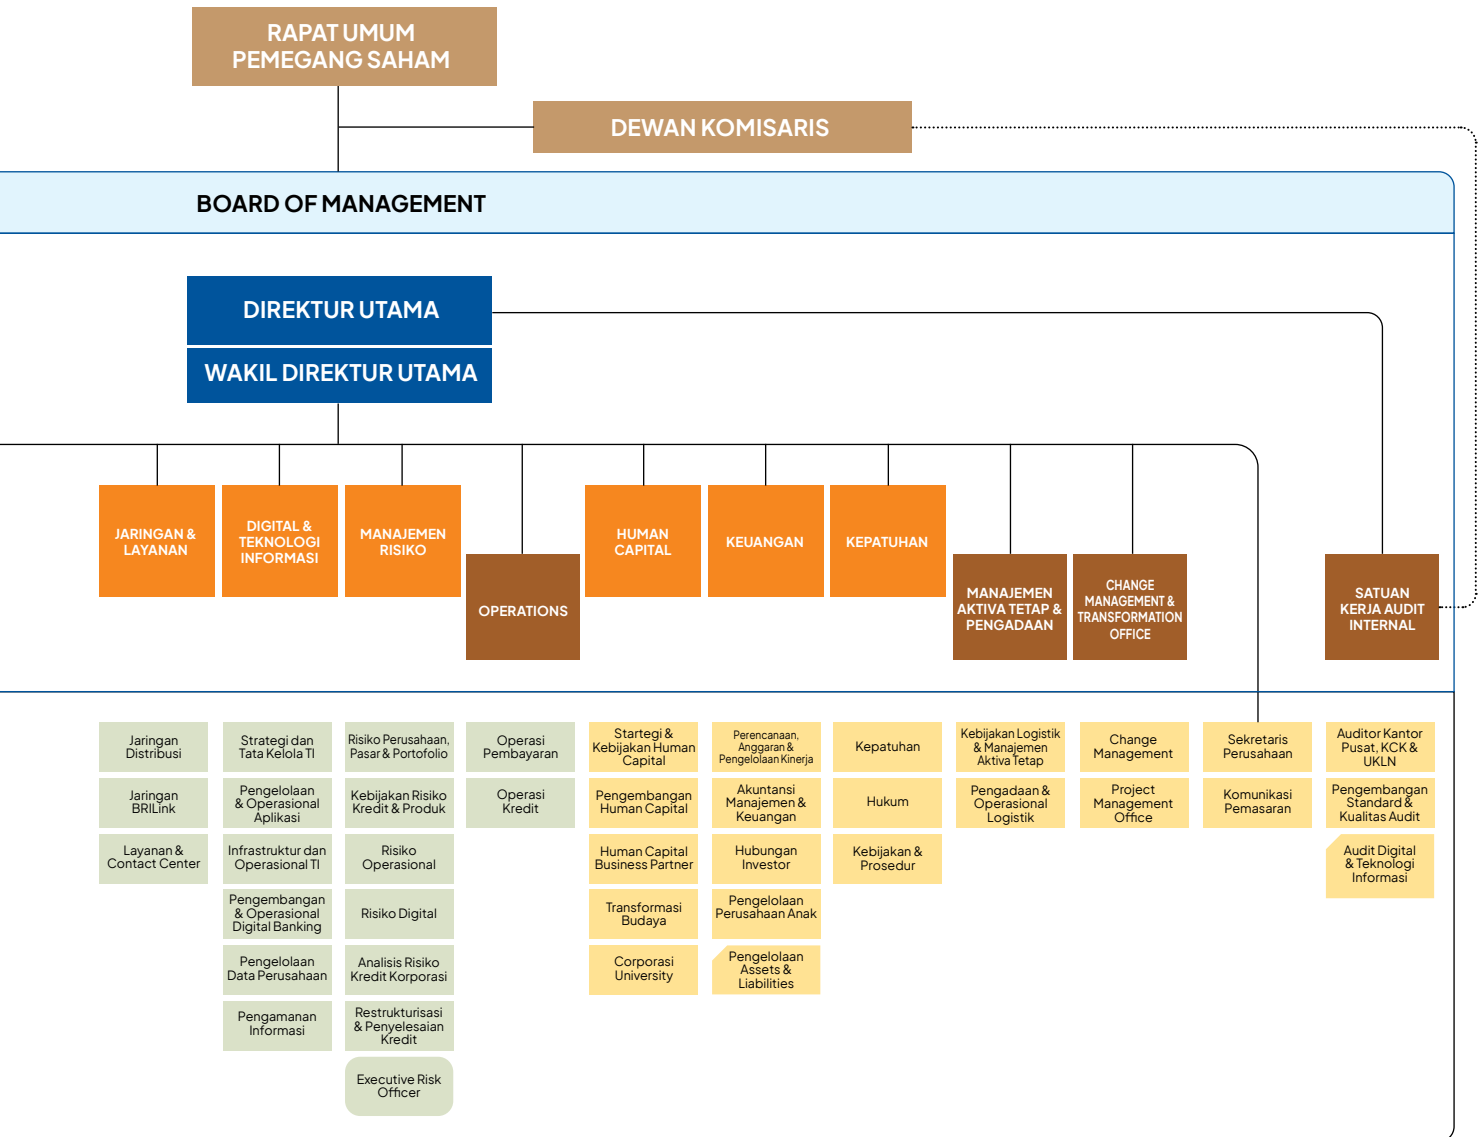 RAPAT UMUM
PEMEGANG SAHAM
DEWAN KOMISARIS
BOARD OF MANAGEMENT
DIREKTUR UTAMA
WAKIL DIREKTUR UTAMA
JARINGAN &
LAYANAN
DIGITAL &
TEKNOLOGI
INFORMASI
MANAJEMEN
RISIKO
OPERATIONS
HUMAN
CAPITAL
KEUANGAN
KEPATUHAN
MANAJEMEN
AKTIVA TETAP &
PENGADAAN
CHANGE
MANAGEMENT &
TRANSFORMATION
OFFICE
SATUAN
KERJA AUDIT
INTERNAL
Jaringan
Distribusi
Jaringan
BRILink
Layanan &
Contact Center
Strategi dan
Tata Kelola TI
Pengelolaan
& Operasional
Aplikasi
Infrastruktur dan
Operasional TI
Pengembangan
& Operasional
Digital Banking
Pengelolaan
Data Perusahaan
Pengamanan
Informasi
Risiko Perusahaan,
Pasar & Portofolio
Kebijakan Risiko
Kredit & Produk
Risiko
Operasional
Risiko Digital
Analisis Risiko
Kredit Korporasi
Restrukturisasi
& Penyelesaian
Kredit
Executive Risk
Officer
Operasi
Pembayaran
Operasi
Kredit
Startegi &
Kebijakan Human
Capital
Pengembangan
Human Capital
Human Capital
Business Partner
Transformasi
Budaya
Corporasi
University
Perencanaan,
Anggaran &
Pengelolaan Kinerja
Akuntansi
Manajemen &
Keuangan
Hubungan
Investor
Pengelolaan
Perusahaan Anak
Pengelolaan
Assets &
Liabilities
Kepatuhan
Hukum
Kebijakan &
Prosedur
Kebijakan Logistik
& Manajemen
Aktiva Tetap
Pengadaan &
Operasional
Logistik
Change
Management
Project
Management
Office
Sekretaris
Perusahaan
Komunikasi
Pemasaran
Auditor Kantor
Pusat, KCK &
UKLN
Pengembangan
Standard &
Kualitas Audit
Audit Digital
& Teknologi
Informasi